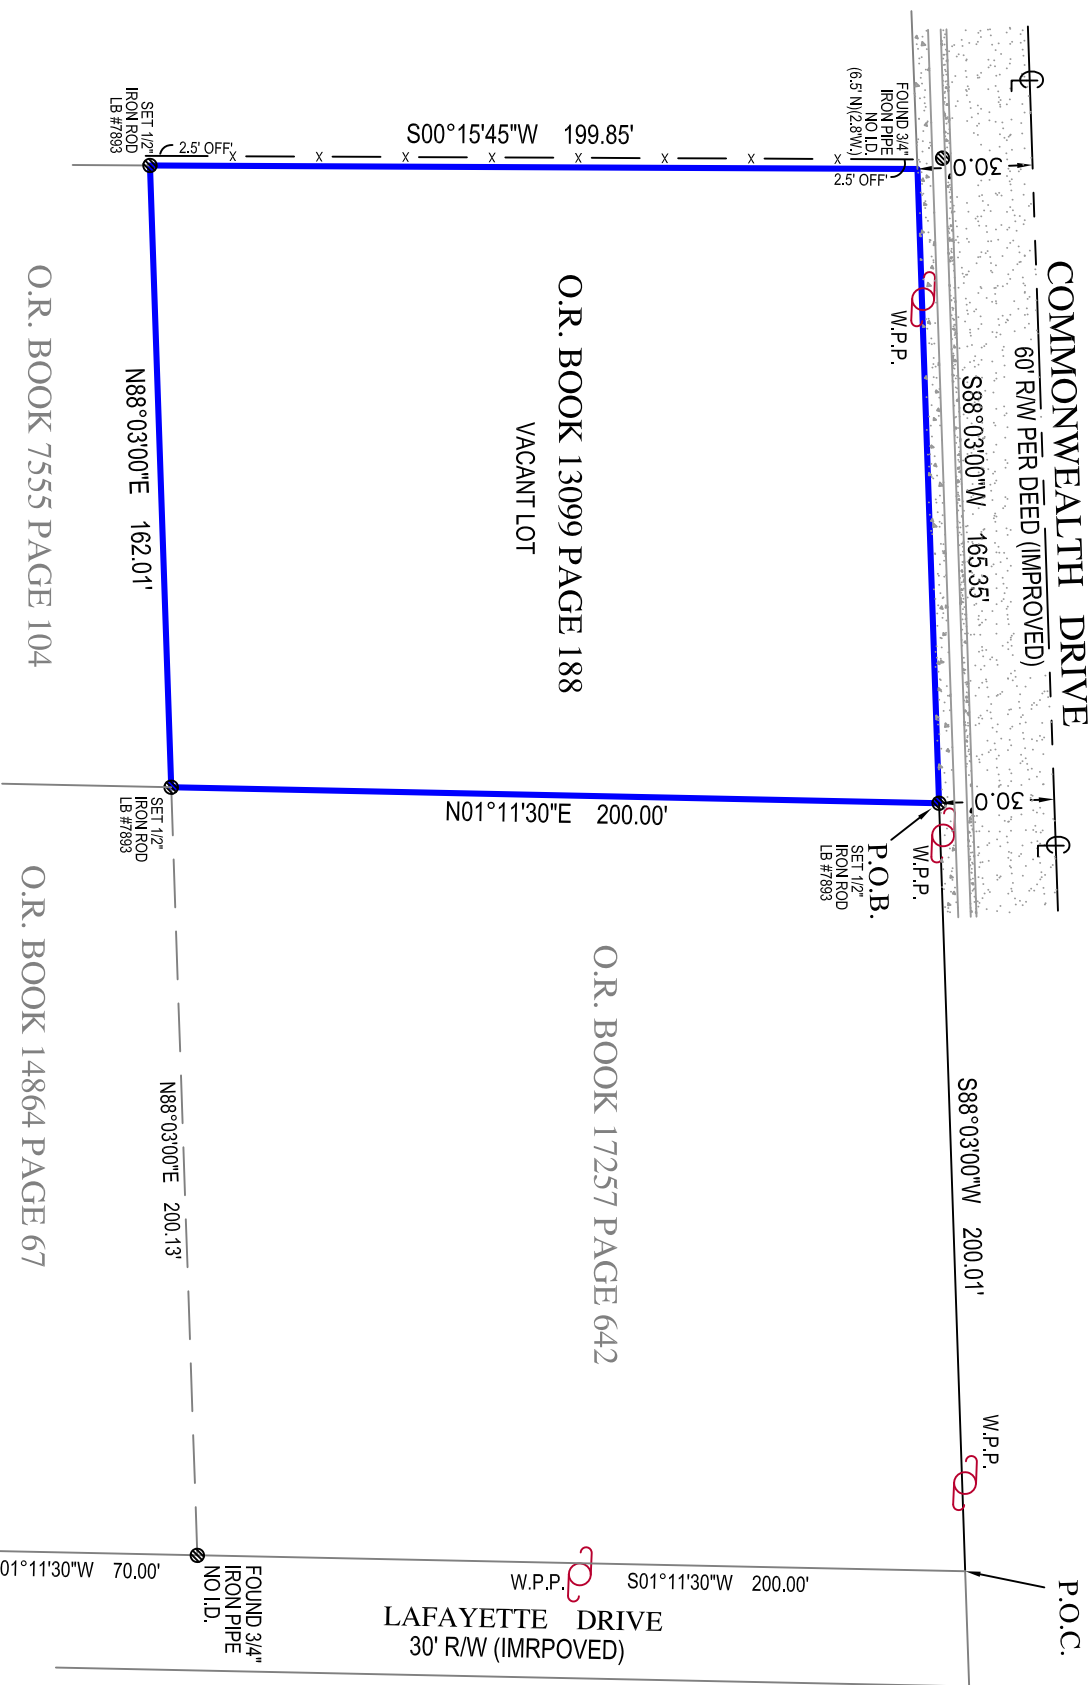 COMMONWEALTH DRIVE
60' R/W PER DEED (IMPROVED)
S88°03'00"W 165.35'
30.0'
30.0'
FOUND 3/4"
IRON PIPE
NO I.D.
(6.5' N)(2.8'W.)
2.5' OFF
S00°15'45"W 199.85'
2.5' OFF
SET 1/2"
IRON ROD
LB #7893
W.P.P.
O.R. BOOK 13099 PAGE 188
VACANT LOT
N88°03'00"E 162.01'
O.R. BOOK 7555 PAGE 104
N01°11'30"E 200.00'
SET 1/2"
IRON ROD
LB #7893
W.P.P.
P.O.B.
SET 1/2"
IRON ROD
LB #7893
S88°03'00"W 200.01'
O.R. BOOK 17257 PAGE 642
N88°03'00"E 200.13'
O.R. BOOK 14864 PAGE 67
W.P.P.
P.O.C.
W.P.P.
S01°11'30"W 200.00'
LAFAYETTE DRIVE
30' R/W (IMRPOVED)
FOUND 3/4"
IRON PIPE
NO I.D.
01°11'30"W 70.00'